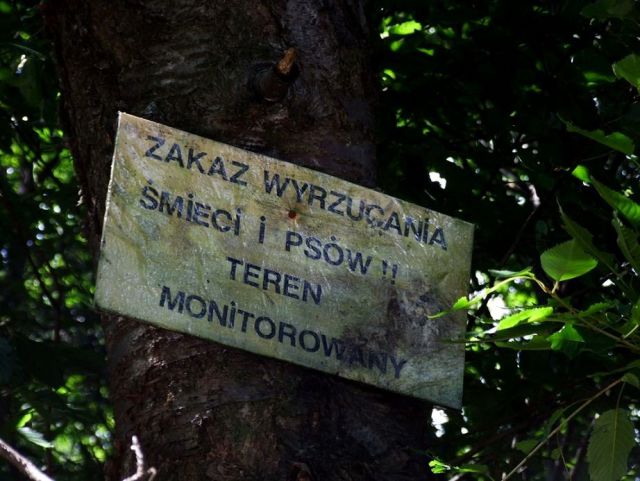 ZAKAZ WYRZUCANIA
ŚMIECI i PSÓW !!
TEREN
MONITOROWANY